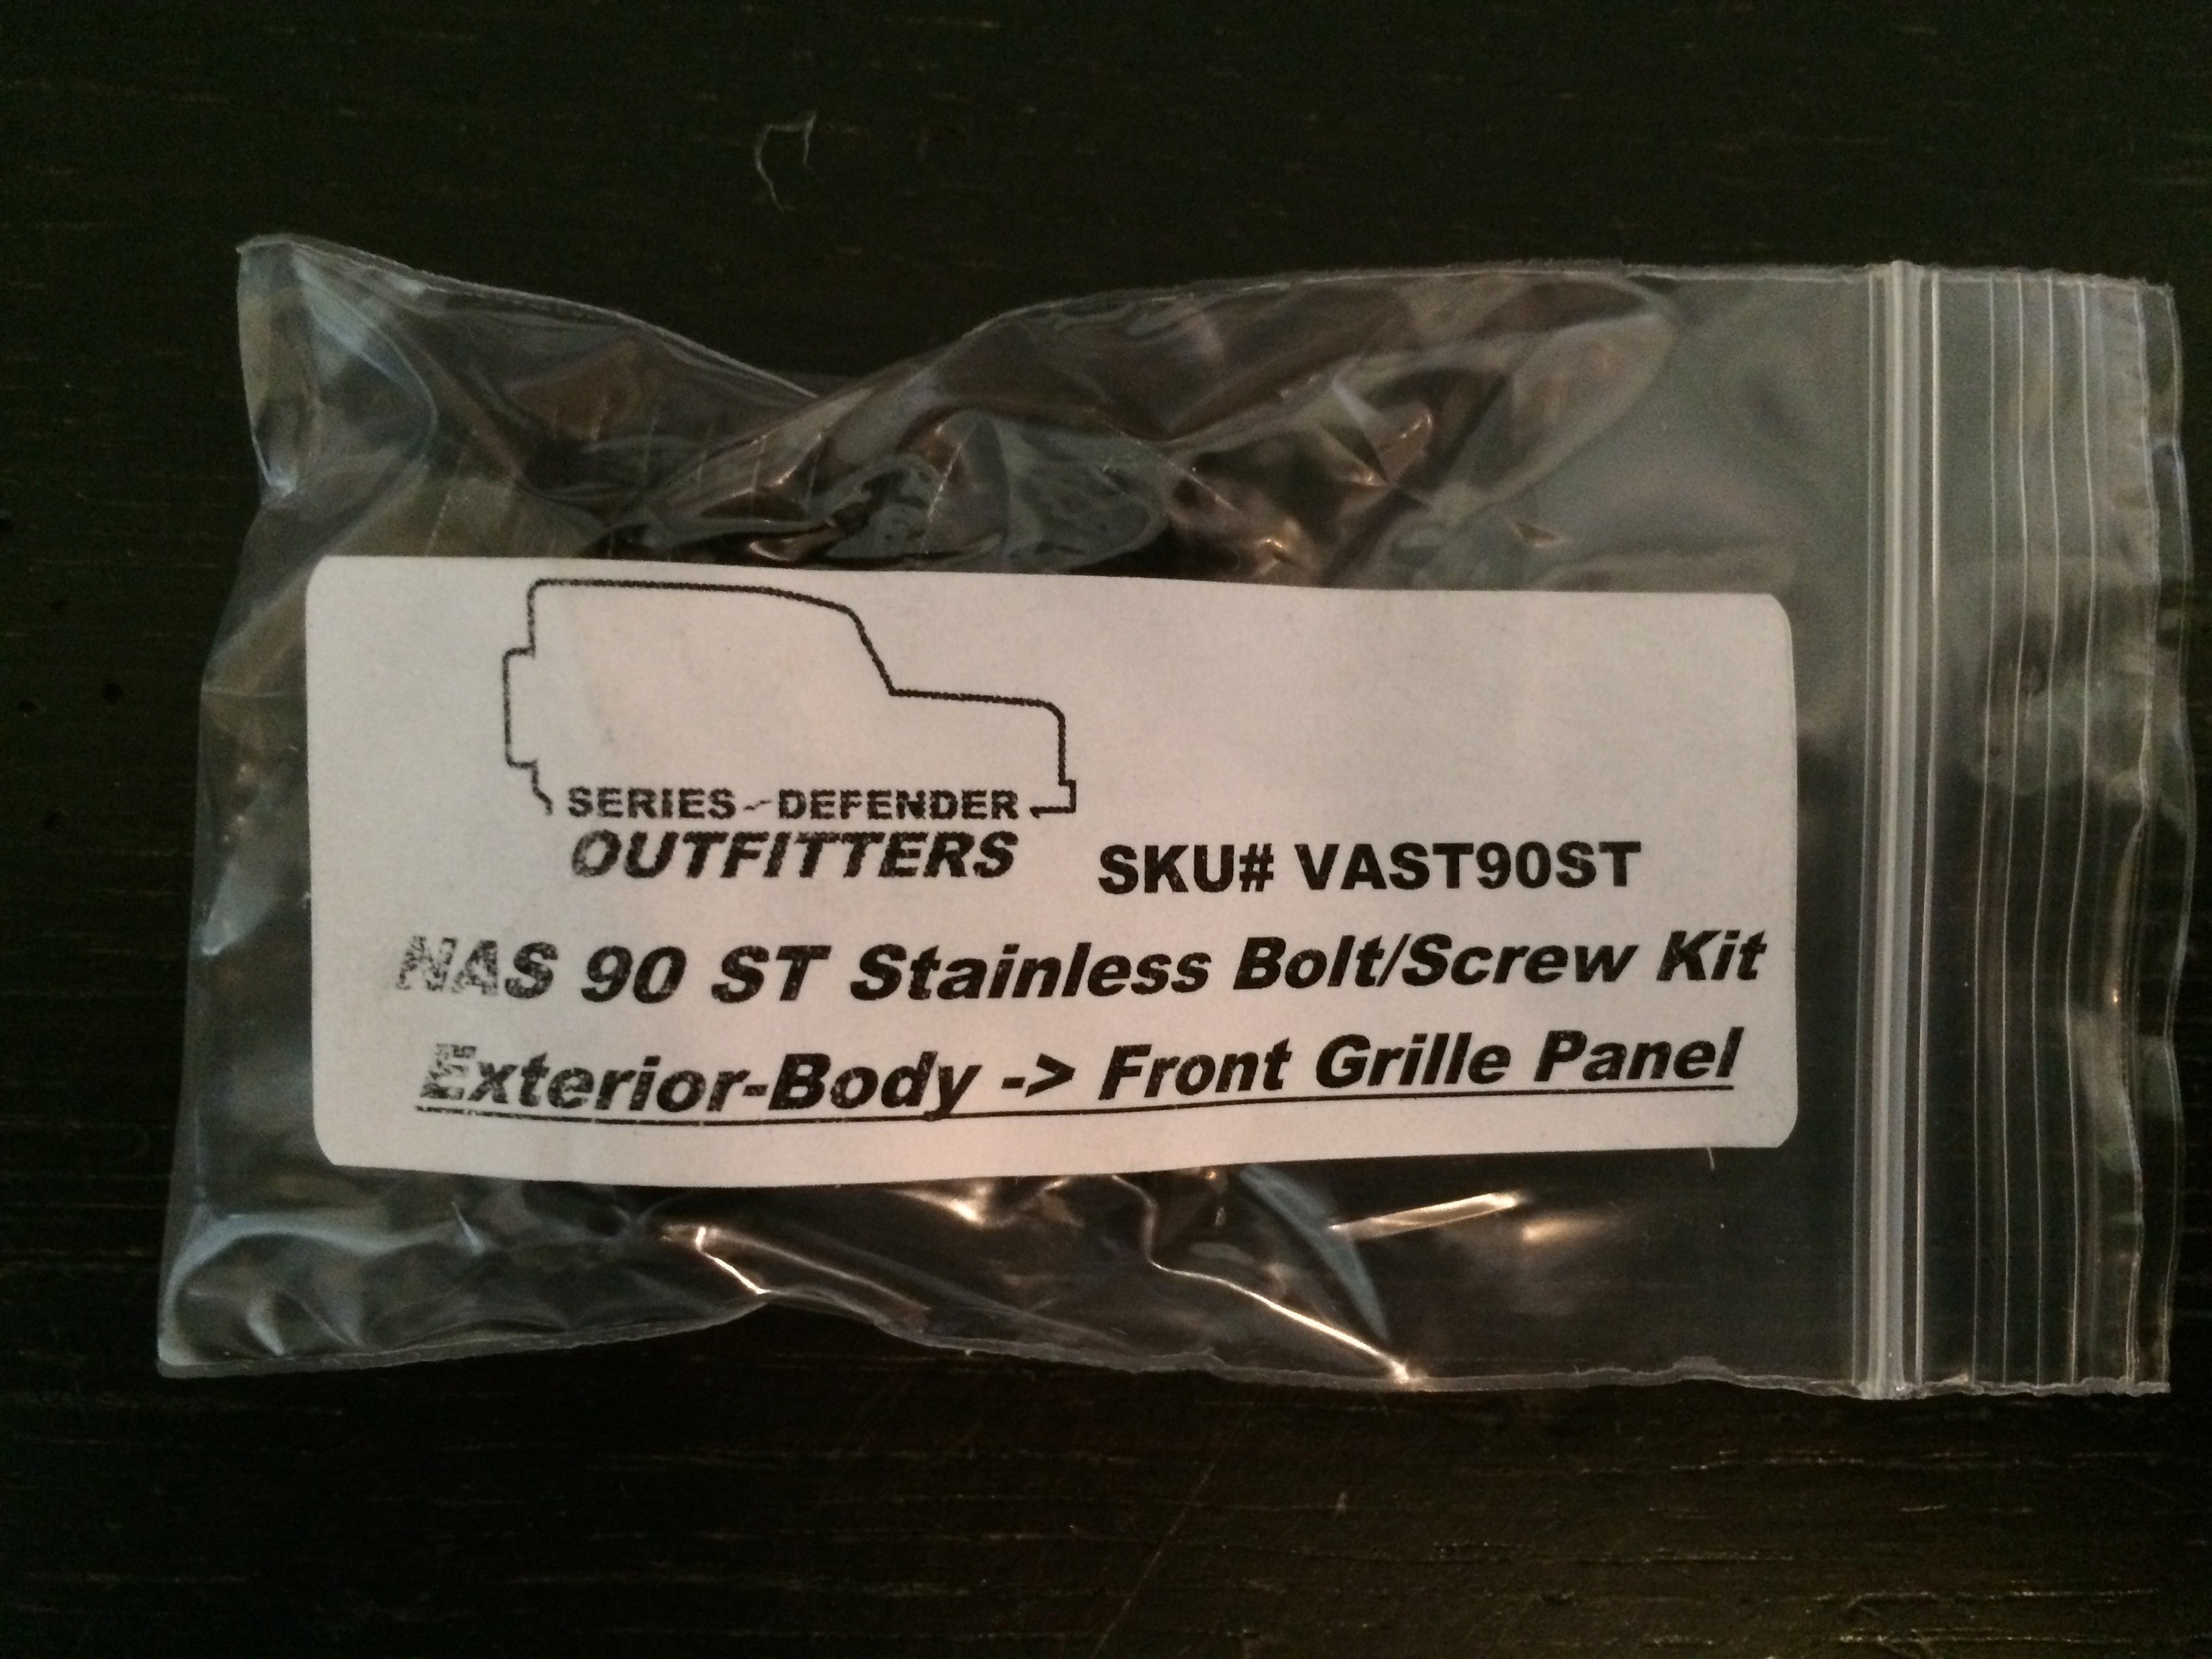 SERIES-DEFENDER
OUTFITTERS
SKU# VAST90ST
NAS 90 ST Stainless Bolt/Screw Kit
Exterior-Body -> Front Grille Panel